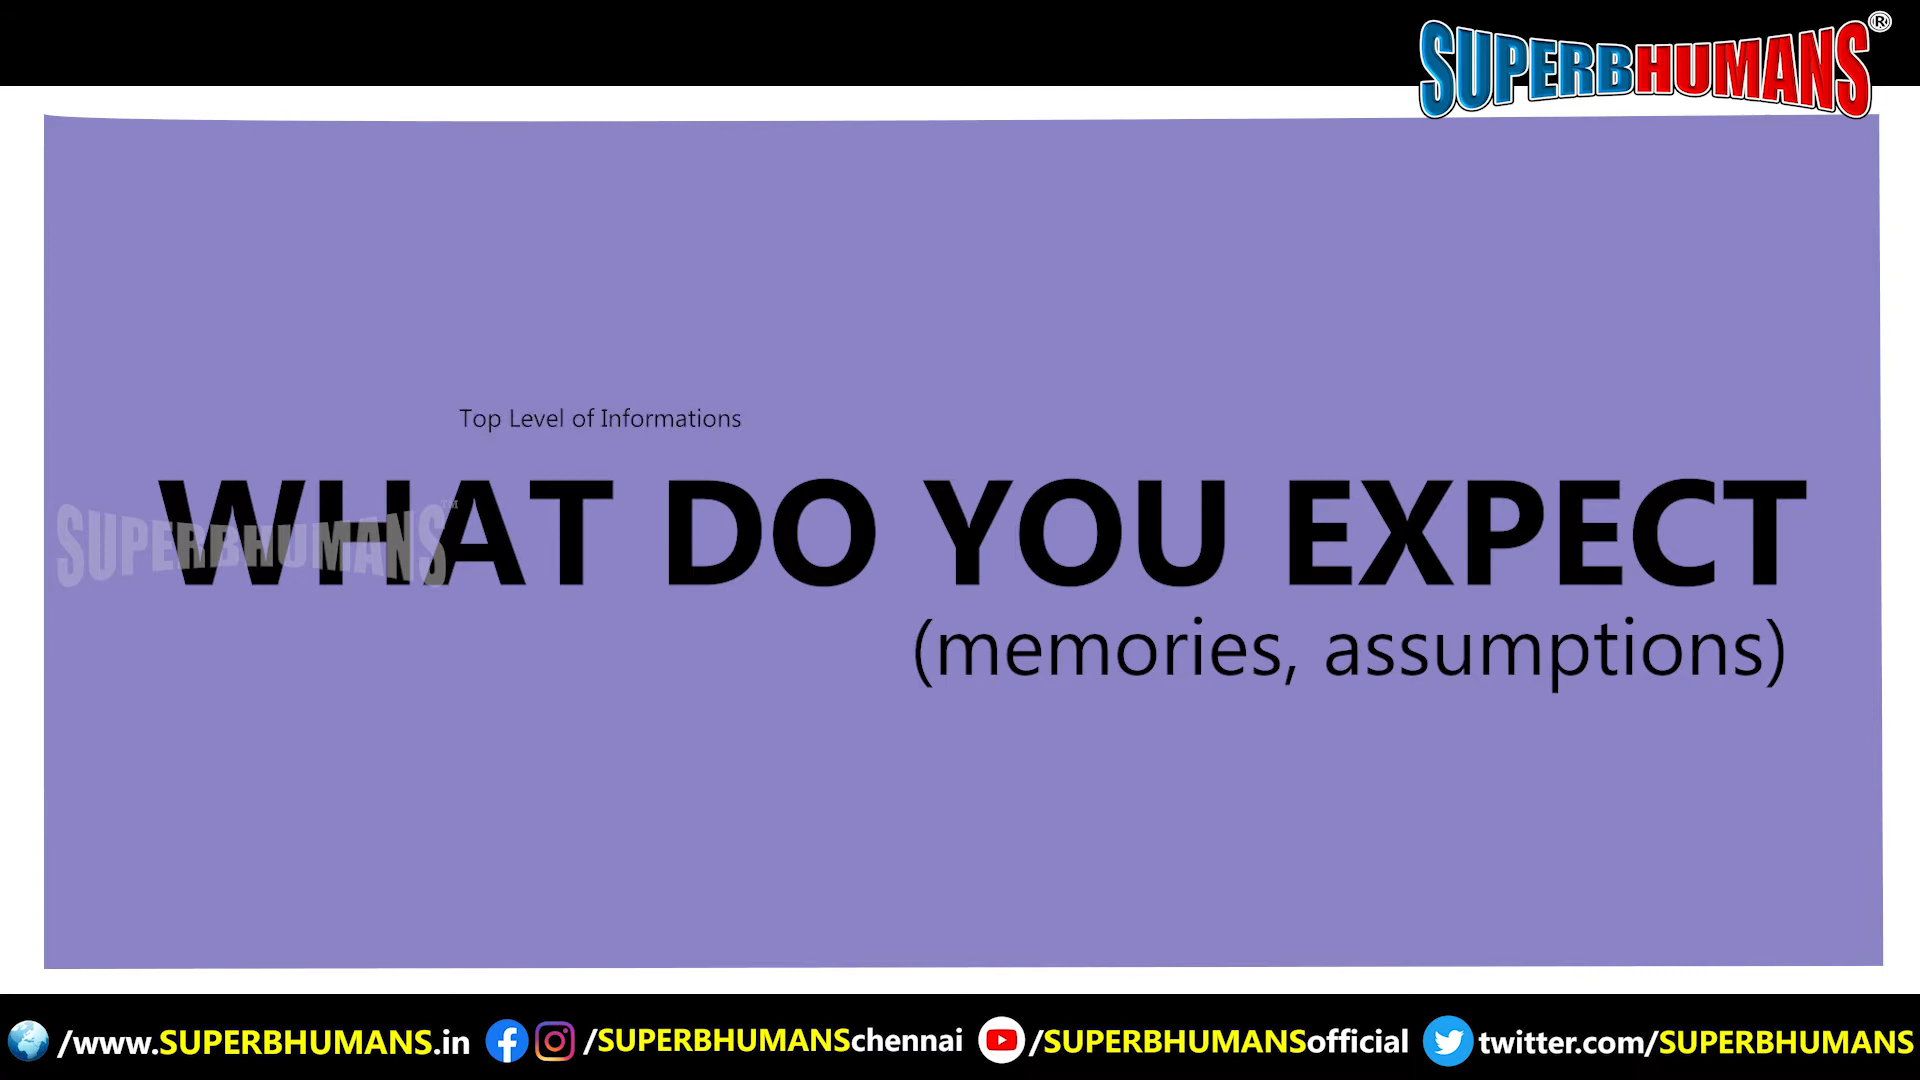 SUPERBHUMANS®
Top Level of Informations
WHAT DO YOU EXPECT
SUPERBHUMANS™
(memories, assumptions)
/www.SUPERBHUMANS.in /SUPERBHUMANSchennai /SUPERBHUMANSofficial twitter.com/SUPERBHUMANS